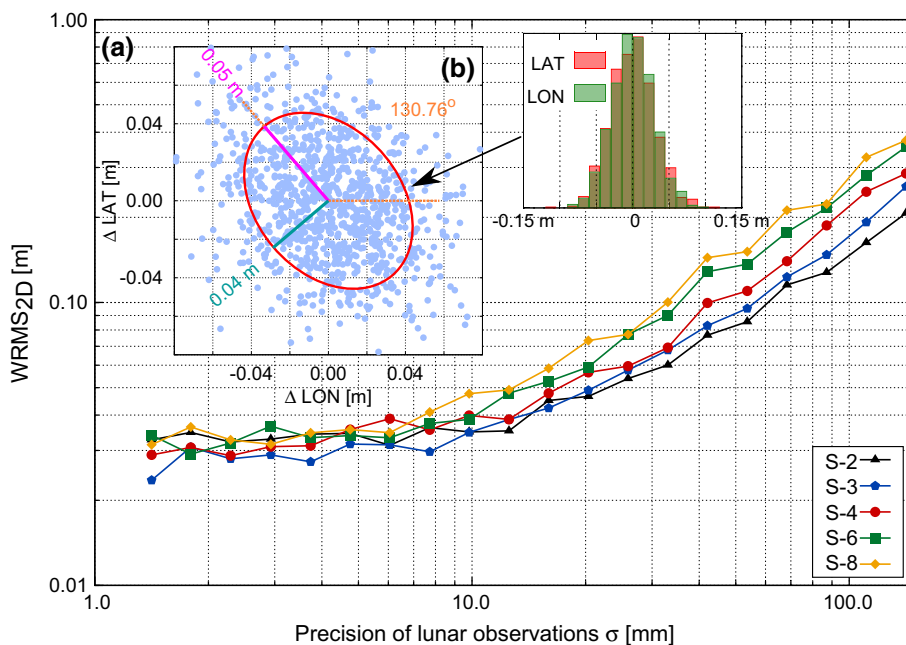 1.00
0.10
0.01
WRMS2D [m]
1.0
10.0
100.0
Precision of lunar observations σ [mm]
(a)
0.05 m
0.04 m
130.76°
0.04
0.00
-0.04
Δ LAT [m]
-0.04
0.00
0.04
Δ LON [m]
(b)
LAT
LON
-0.15 m
0
0.15 m
S-2
S-3
S-4
S-6
S-8